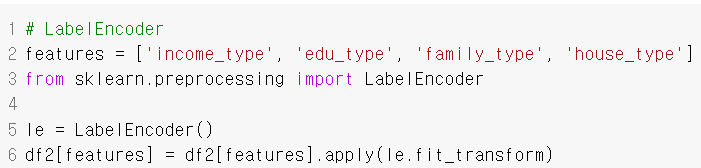 1 # LabelEncoder
2 features = ['income_type', 'edu_type', 'family_type', 'house_type']
3 from sklearn.preprocessing import LabelEncoder
4
5 le = LabelEncoder()
6 df2[features] = df2[features].apply(le.fit_transform)